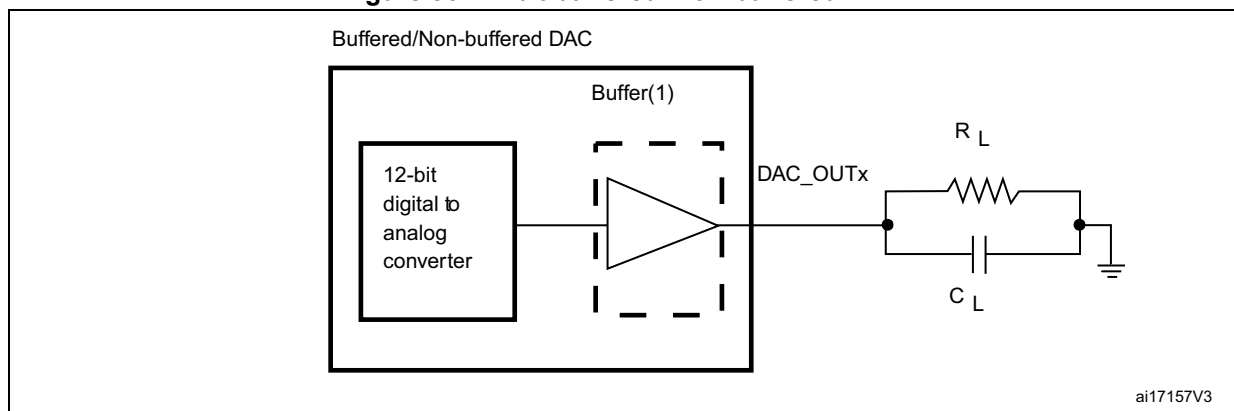 Buffered/Non-buffered DAC
Buffer(1)
12-bit
digital to
analog
converter
DAC_OUTx
R L
C L
ai17157V3